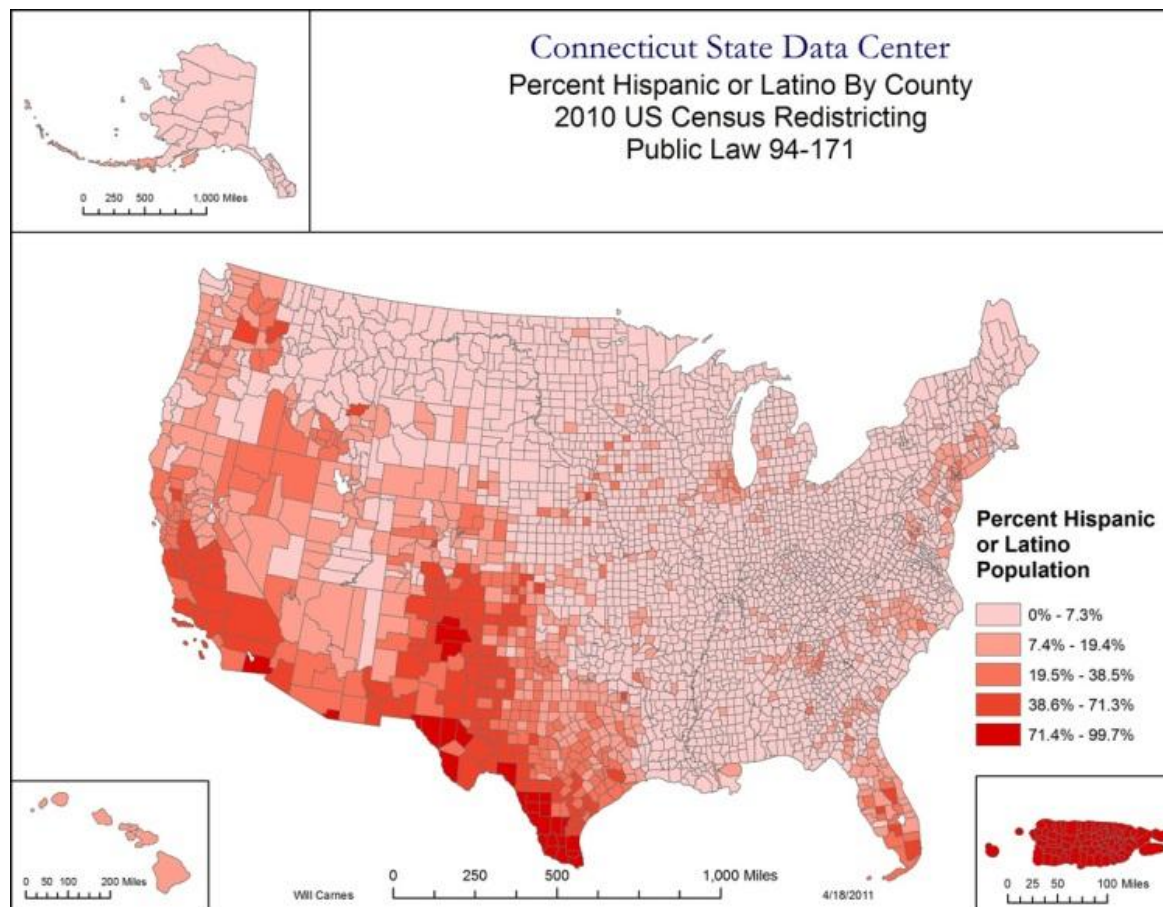 Connecticut State Data Center
Percent Hispanic or Latino By County
2010 US Census Redistricting
Public Law 94-171
0 250 500 1,000 Miles
Percent Hispanic
or Latino
Population
0% - 7.3%
7.4% - 19.4%
19.5% - 38.5%
38.6% - 71.3%
71.4% - 99.7%
0 50 100 200 Miles
Will Carnes
0 250 500 1,000 Miles
4/18/2011
0 12 25 50 100 Miles